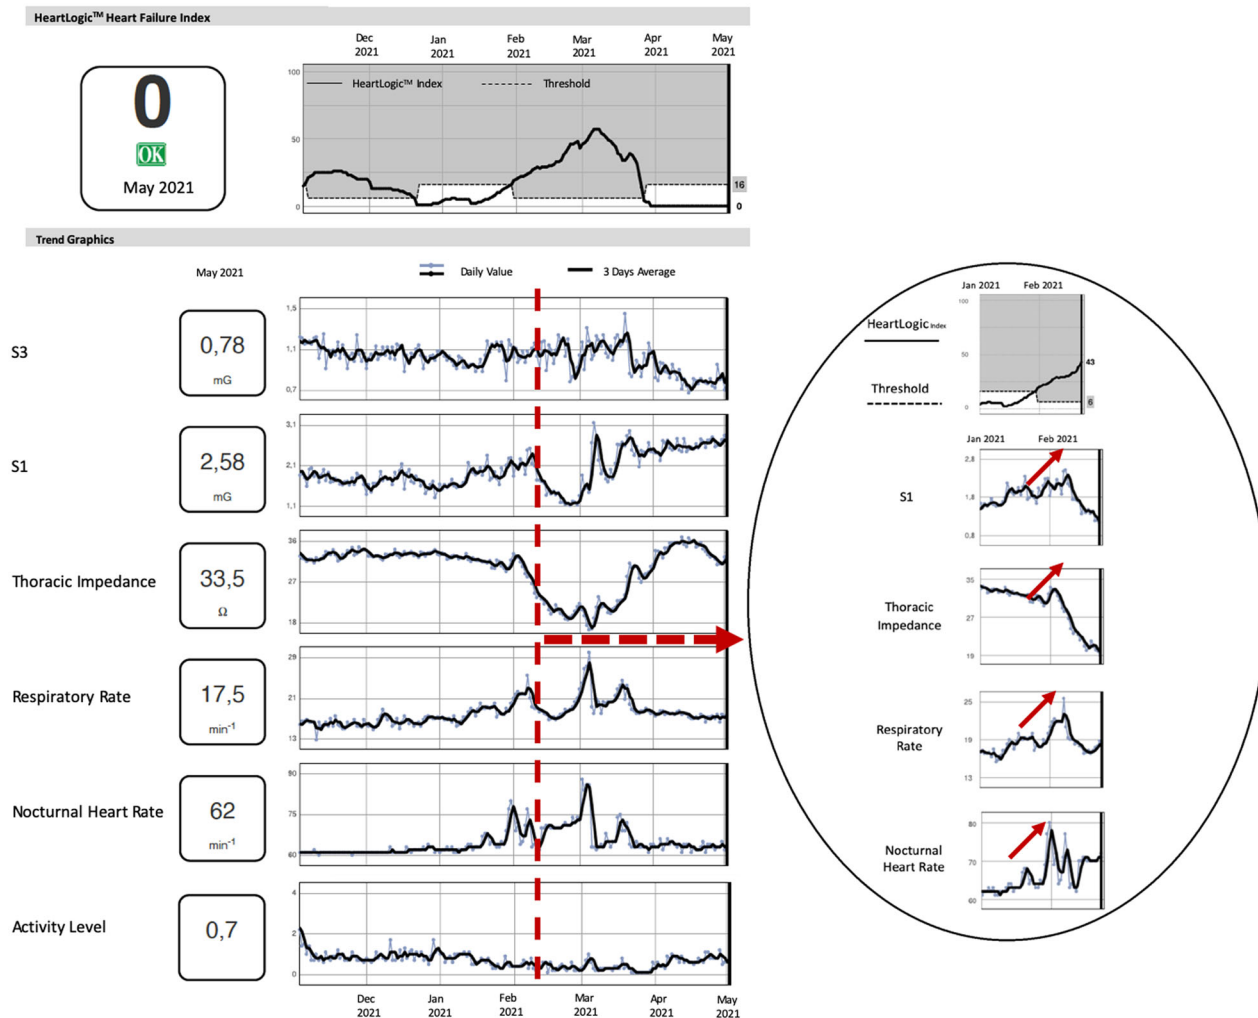 HeartLogic™ Heart Failure Index
Dec Jan Feb Mar Apr May
2021 2021 2021 2021 2021 2021
0
OK
May 2021
100
HeartLogic™ Index Threshold
50
16
0 0
Trend Graphics
May 2021 Daily Value 3 Days Average
S3
0,78
mG
1,5
1,1
0,7
S1
2,58
mG
3,1
2,1
1,1
Thoracic Impedance
33,5
Ω
36
27
18
Respiratory Rate
17,5
min-1
29
21
13
Nocturnal Heart Rate
62
min-1
90
75
60
Activity Level
0,7
4
2
0
Dec Jan Feb Mar Apr May
2021 2021 2021 2021 2021 2021
Jan 2021 Feb 2021
100
HeartLogic Index
50
43
Threshold
6
0
Jan 2021 Feb 2021
S1
2,8
1,8
0,8
Thoracic
Impedance
35
27
19
Respiratory
Rate
25
19
13
Nocturnal
Heart Rate
80
70
60